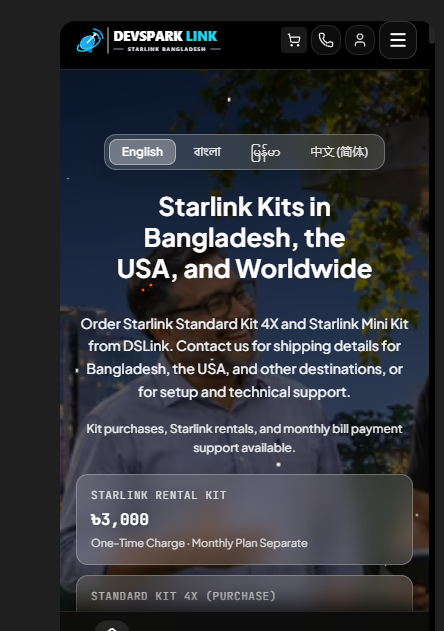 DEVSPARK LINK
STARLINK BANGLADESH
English
বাংলা
မြန်မာ
中文 (简体)
Starlink Kits in
Bangladesh, the
USA, and Worldwide
Order Starlink Standard Kit 4X and Starlink Mini Kit
from DSLink. Contact us for shipping details for
Bangladesh, the USA, and other destinations, or
for setup and technical support.
Kit purchases, Starlink rentals, and monthly bill payment
support available.
STARLINK RENTAL KIT
৳3,000
One-Time Charge · Monthly Plan Separate
STANDARD KIT 4X (PURCHASE)